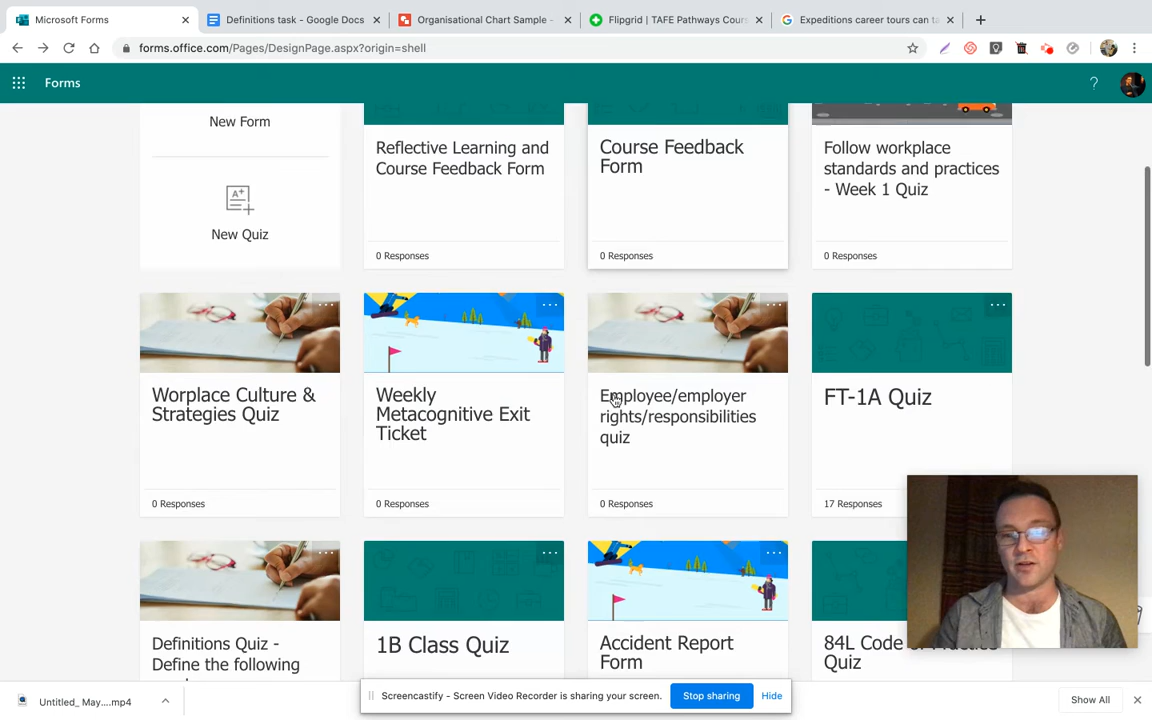 Microsoft Forms
Definitions task - Google Docs
Organisational Chart Sample -
Flipgrid | TAFE Pathways Cours
Expeditions career tours can ta
forms.office.com/Pages/DesignPage.aspx?origin=shell
Forms
?
New Form
New Quiz
Reflective Learning and
Course Feedback Form
0 Responses
Course Feedback
Form
0 Responses
Follow workplace
standards and practices
- Week 1 Quiz
0 Responses
Worplace Culture &
Strategies Quiz
0 Responses
Weekly
Metacognitive Exit
Ticket
0 Responses
Employee/employer
rights/responsibilities
quiz
0 Responses
FT-1A Quiz
17 Responses
Definitions Quiz -
Define the following
1B Class Quiz
Accident Report
Form
84L Code
Quiz
Screencastify - Screen Video Recorder is sharing your screen.
Stop sharing
Hide
Untitled_ May....mp4
Show All